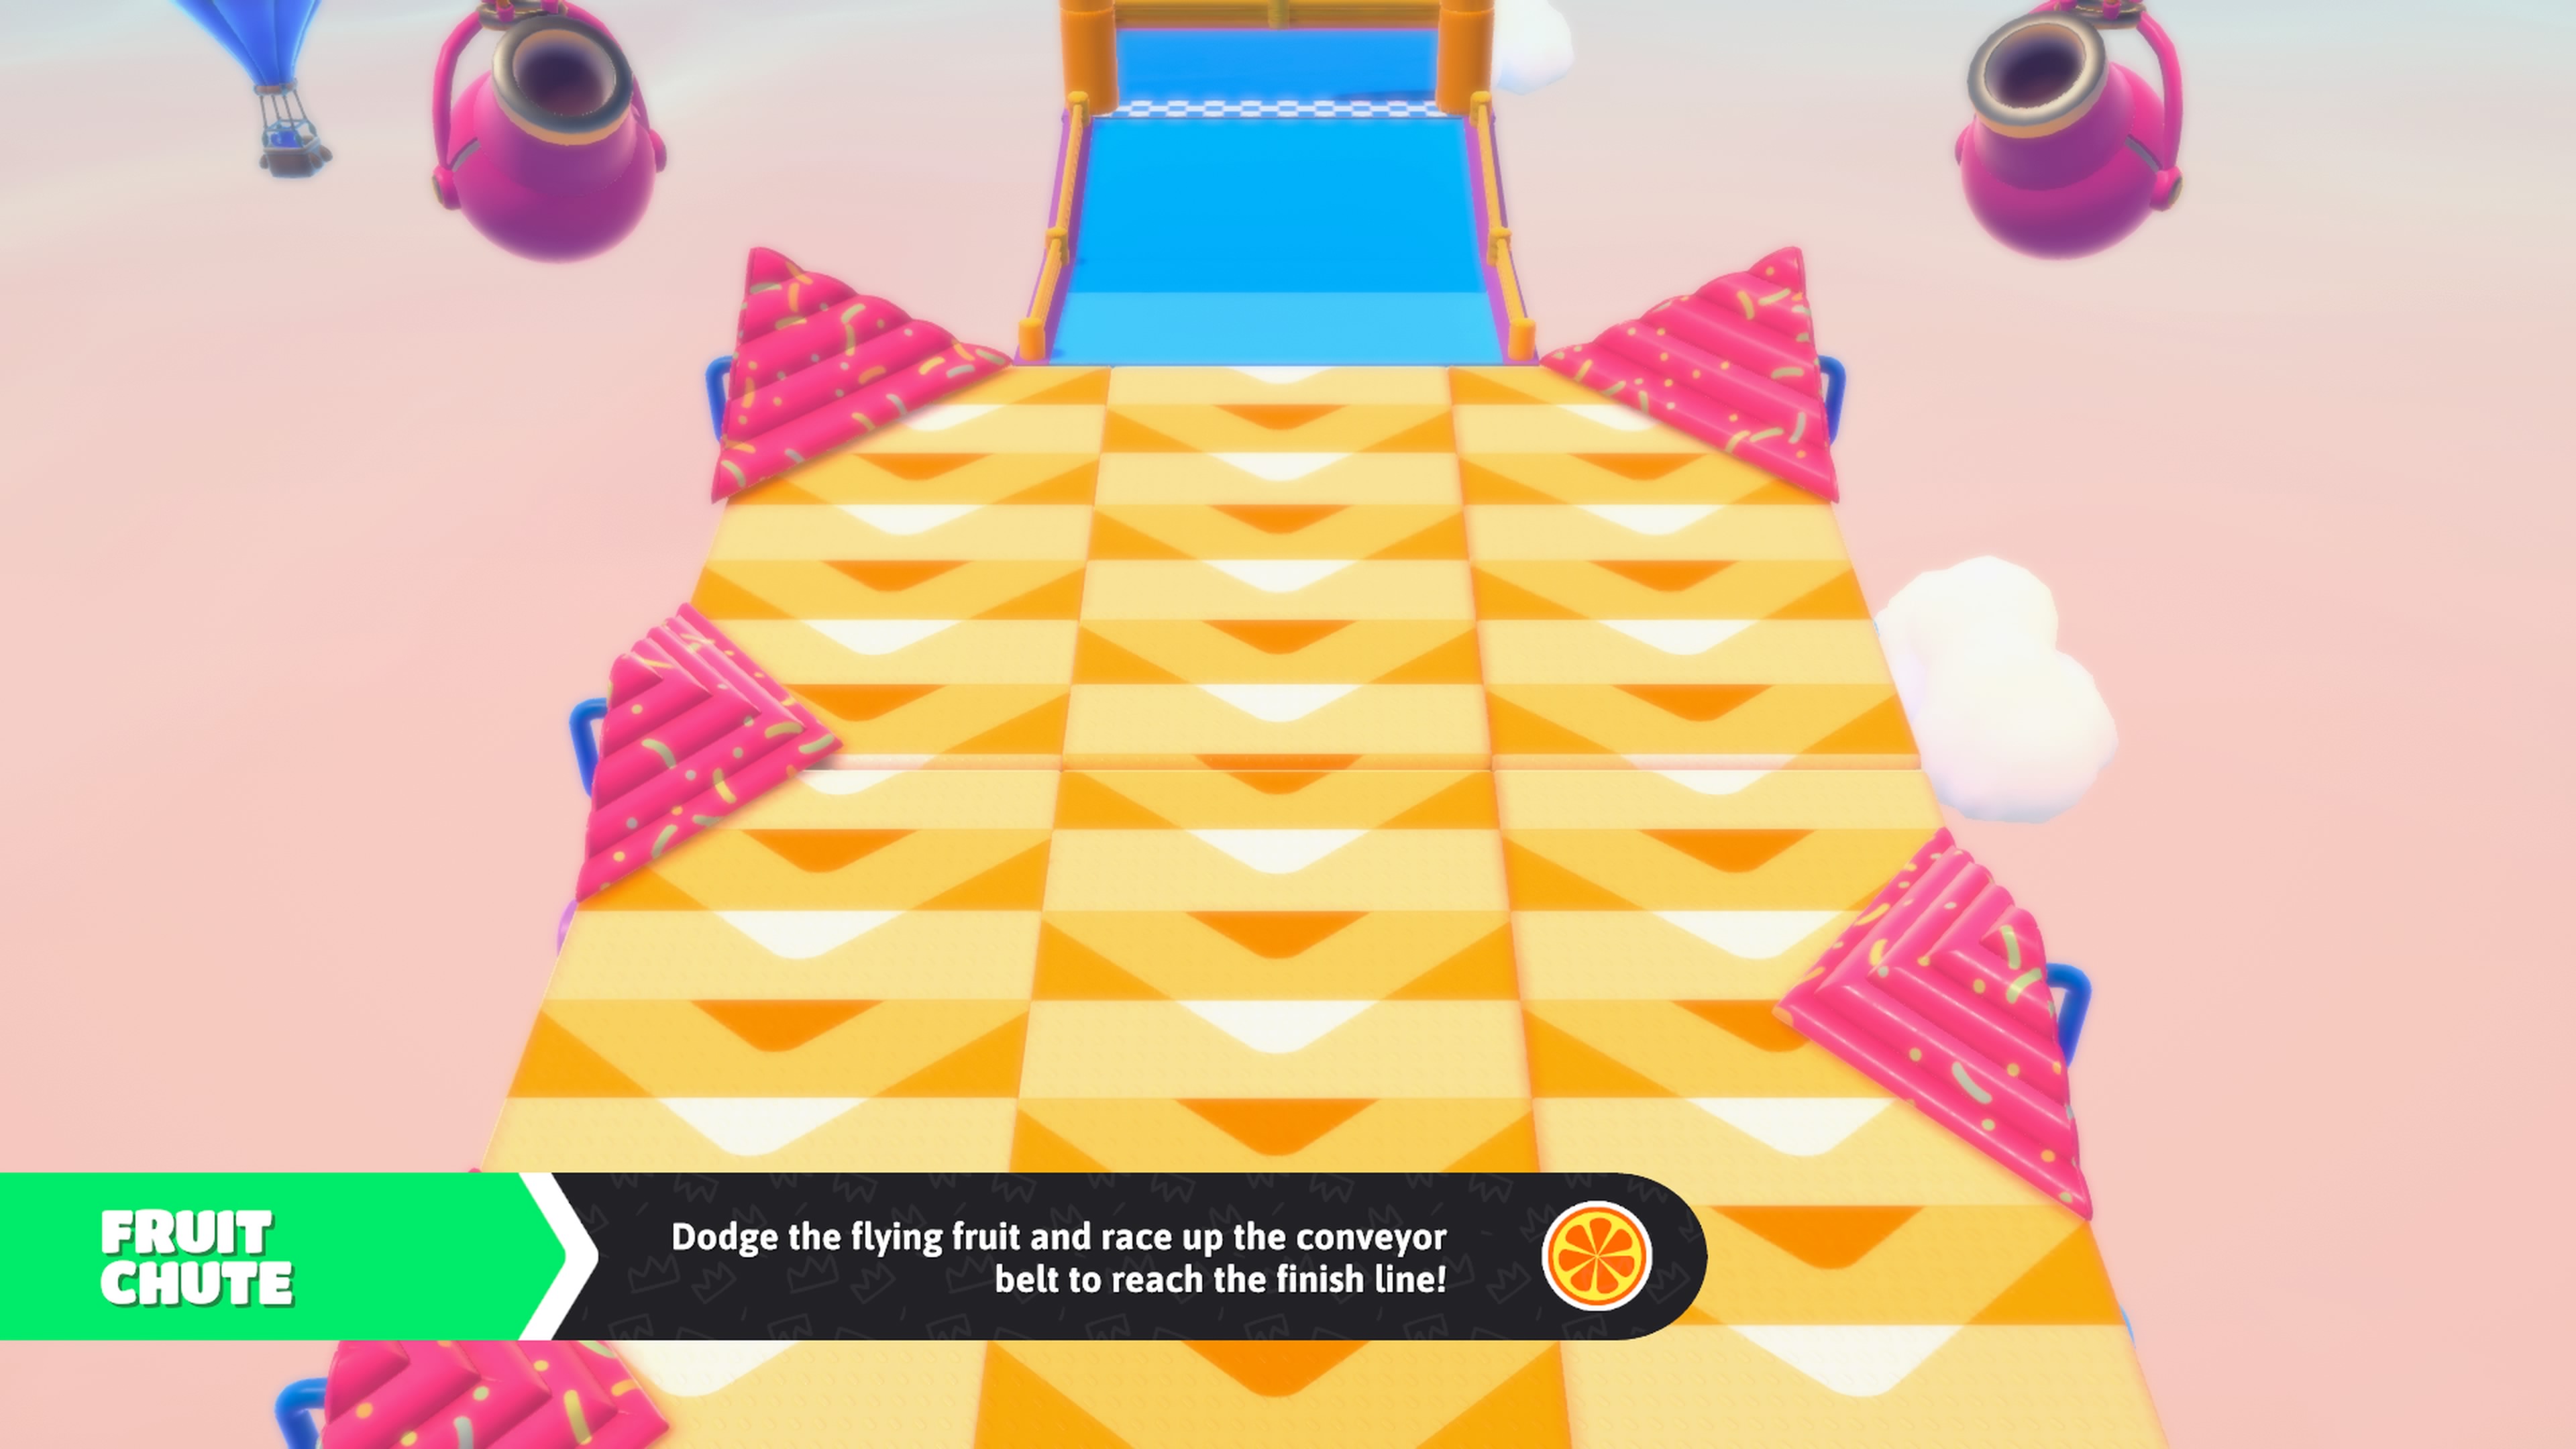 FRUIT
CHUTE
Dodge the flying fruit and race up the conveyor
belt to reach the finish line!